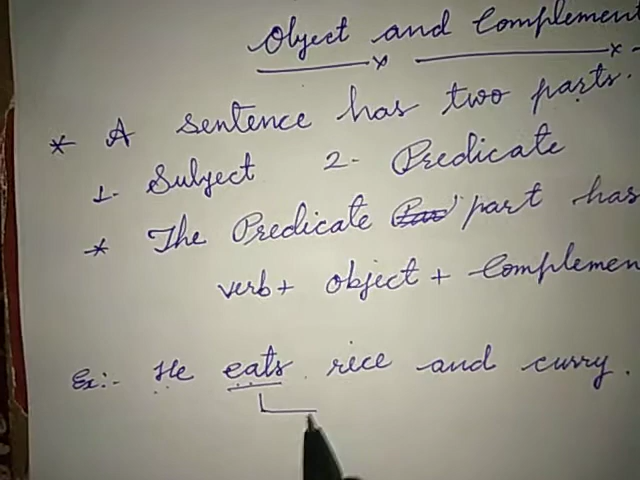 Object and Complement
* A sentence has two parts.
1- Subject 2- Predicate
* The Predicate part has
verb + object + Complemen
Ex:- He eats rice and curry.